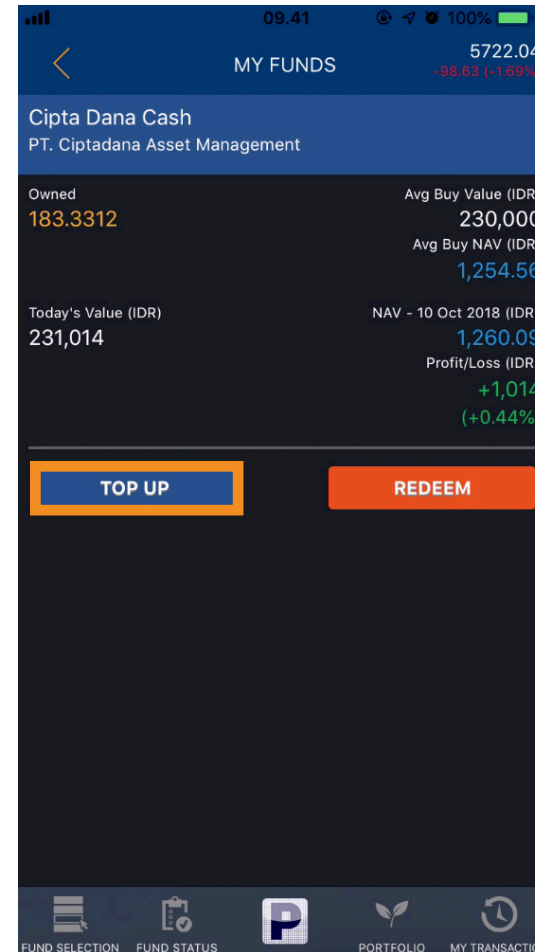 09.41 100%
MY FUNDS
5722.04
-98.63 (-1.69%
Cipta Dana Cash
PT. Ciptadana Asset Management
Owned
183.3312
Avg Buy Value (IDR
230,000
Avg Buy NAV (IDR
1,254.56
Today's Value (IDR)
231,014
NAV - 10 Oct 2018 (IDR
1,260.09
Profit/Loss (IDR
+1,014
(+0.44%
TOP UP
REDEEM
P
FUND SELECTION FUND STATUS PORTFOLIO MY TRANSACTIO